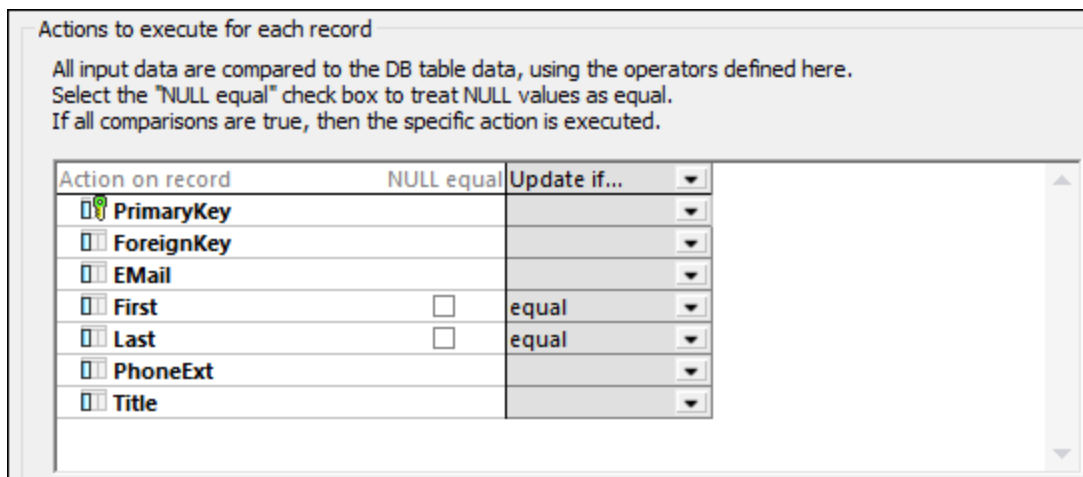 Actions to execute for each record
All input data are compared to the DB table data, using the operators defined here.
Select the "NULL equal" check box to treat NULL values as equal.
If all comparisons are true, then the specific action is executed.
Action on record NULL equal Update if...
PrimaryKey
ForeignKey
EMail
First equal
Last equal
PhoneExt
Title